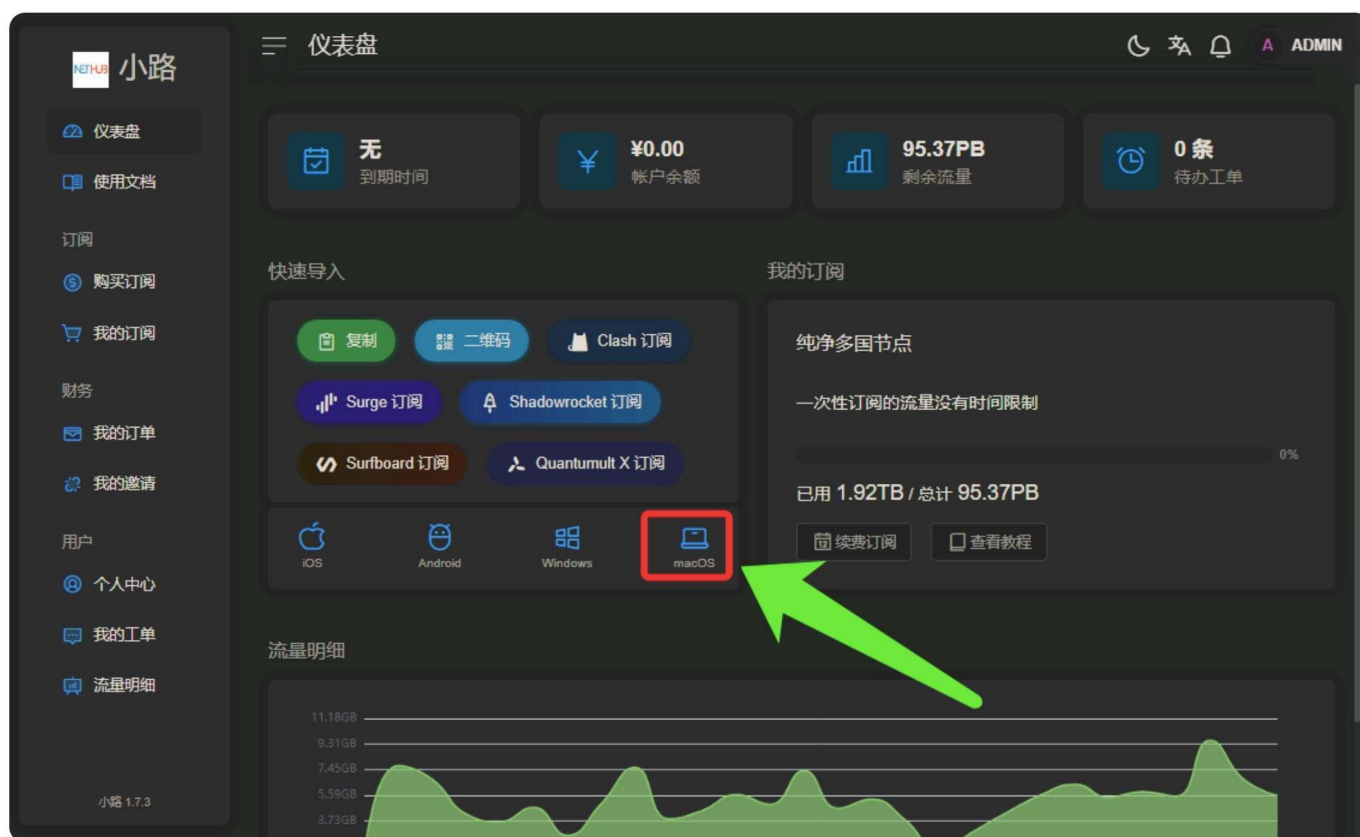 NETHUB 小路
仪表盘
使用文档
订阅
购买订阅
我的订阅
财务
我的订单
我的邀请
用户
个人中心
我的工单
流量明细
小路 1.7.3
仪表盘
A ADMIN
无
到期时间
¥0.00
帐户余额
95.37PB
剩余流量
0 条
待办工单
快速导入
复制 二维码 Clash 订阅
Surge 订阅 Shadowrocket 订阅
Surfboard 订阅 Quantumult X 订阅
iOS Android Windows macOS
我的订阅
纯净多国节点
一次性订阅的流量没有时间限制
0%
已用 1.92TB / 总计 95.37PB
续费订阅 查看教程
流量明细
11.18GB
9.31GB
7.45GB
5.59GB
3.73GB